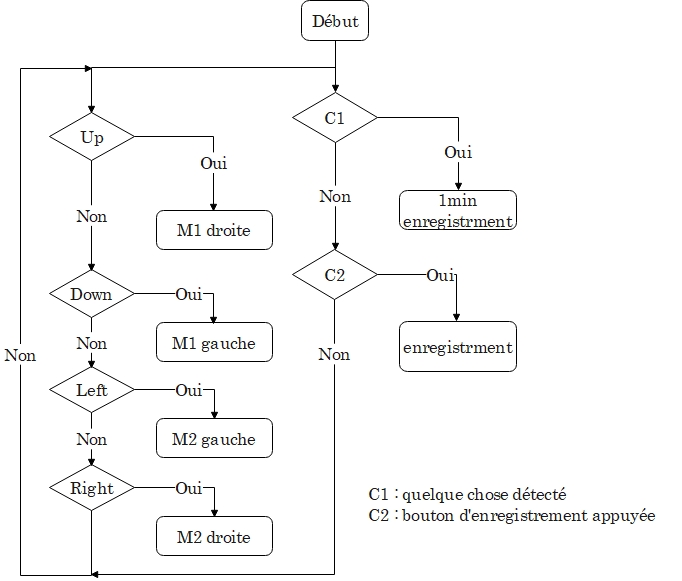 Début
C1
Up
Oui
Oui
Non
1min
enregistrment
Non
M1 droite
C2
Oui
Down
Oui
Non
M1 gauche
enregistrment
Non
Non
Left
Oui
Non
M2 gauche
Right
Oui
M2 droite
C1 : quelque chose détecté
C2 : bouton d'enregistrement appuyée